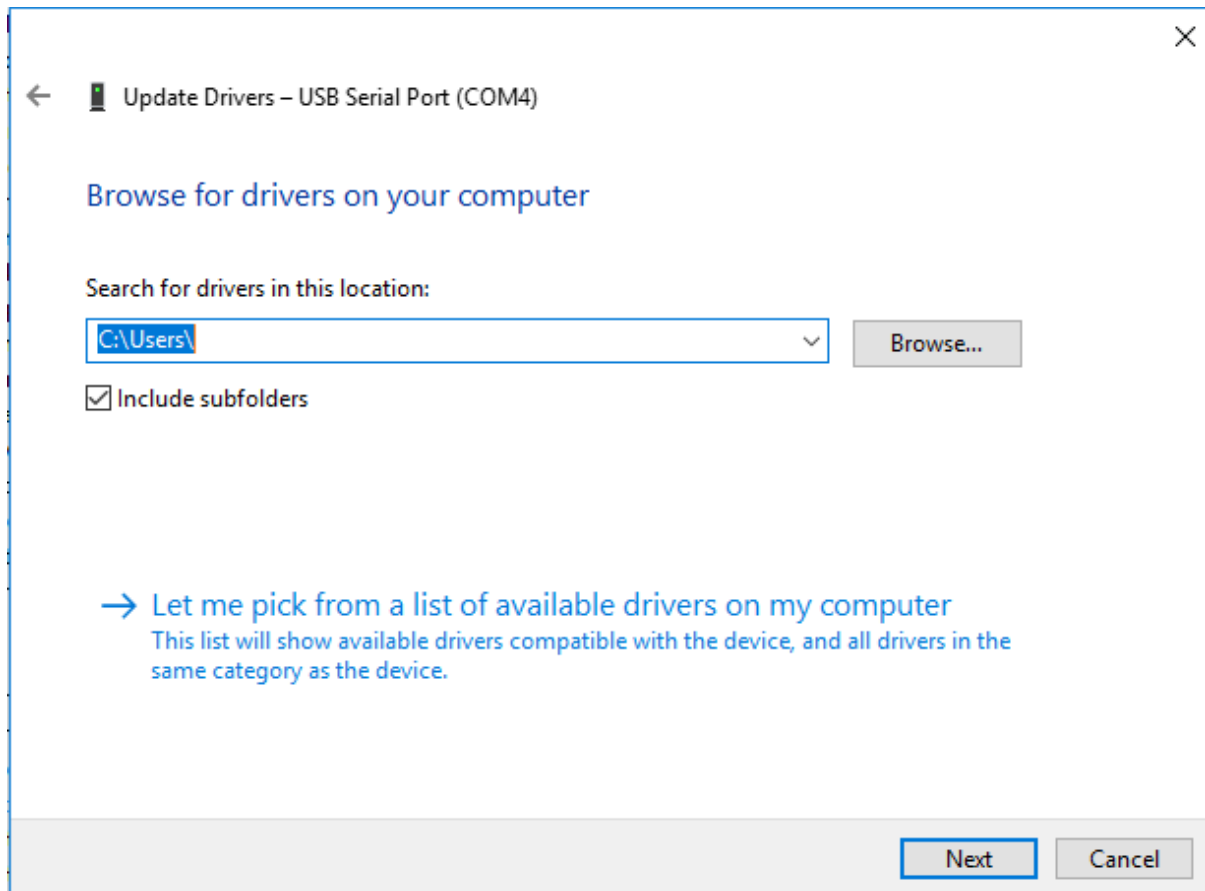 Update Drivers – USB Serial Port (COM4)
Browse for drivers on your computer
Search for drivers in this location:
C:\Users\
Browse...
Include subfolders
Let me pick from a list of available drivers on my computer
This list will show available drivers compatible with the device, and all drivers in the
same category as the device.
Next
Cancel